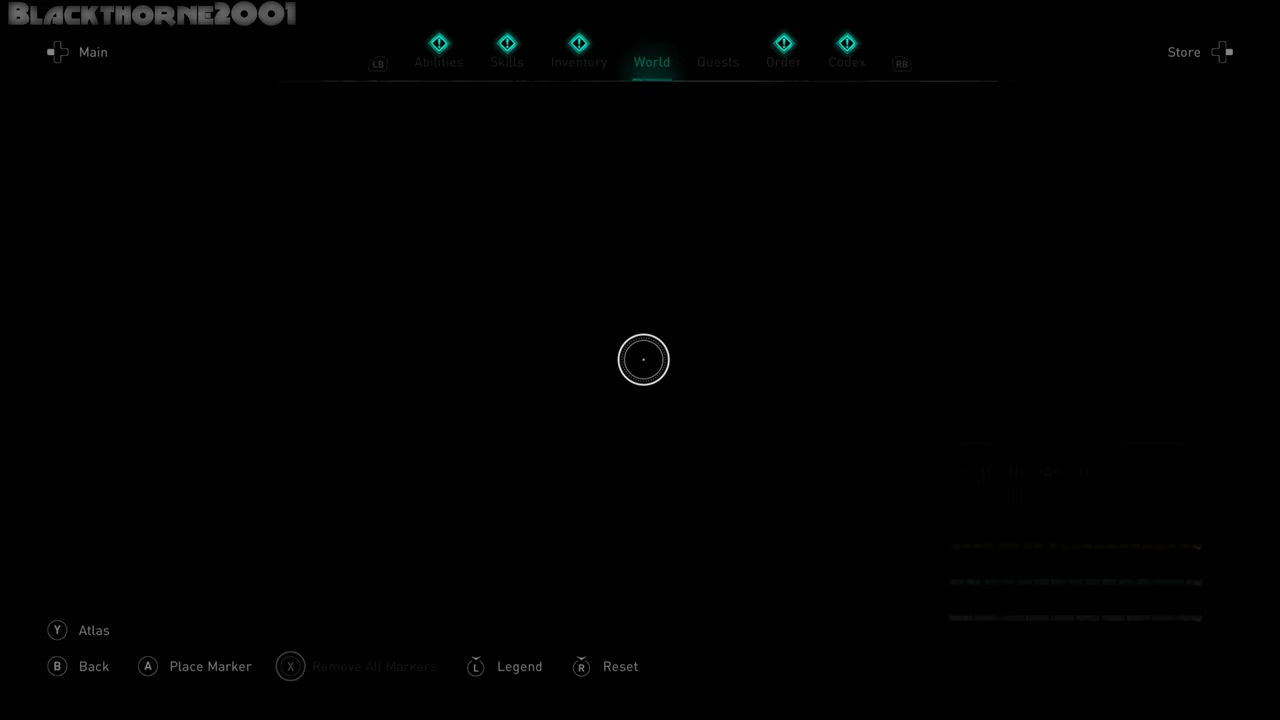 BLACKTHORNE2001
Main
Abilities Skills Inventory World Quests Order Codex
LB RB
Store
Y Atlas
B Back A Place Marker X Remove All Markers L Legend R Reset